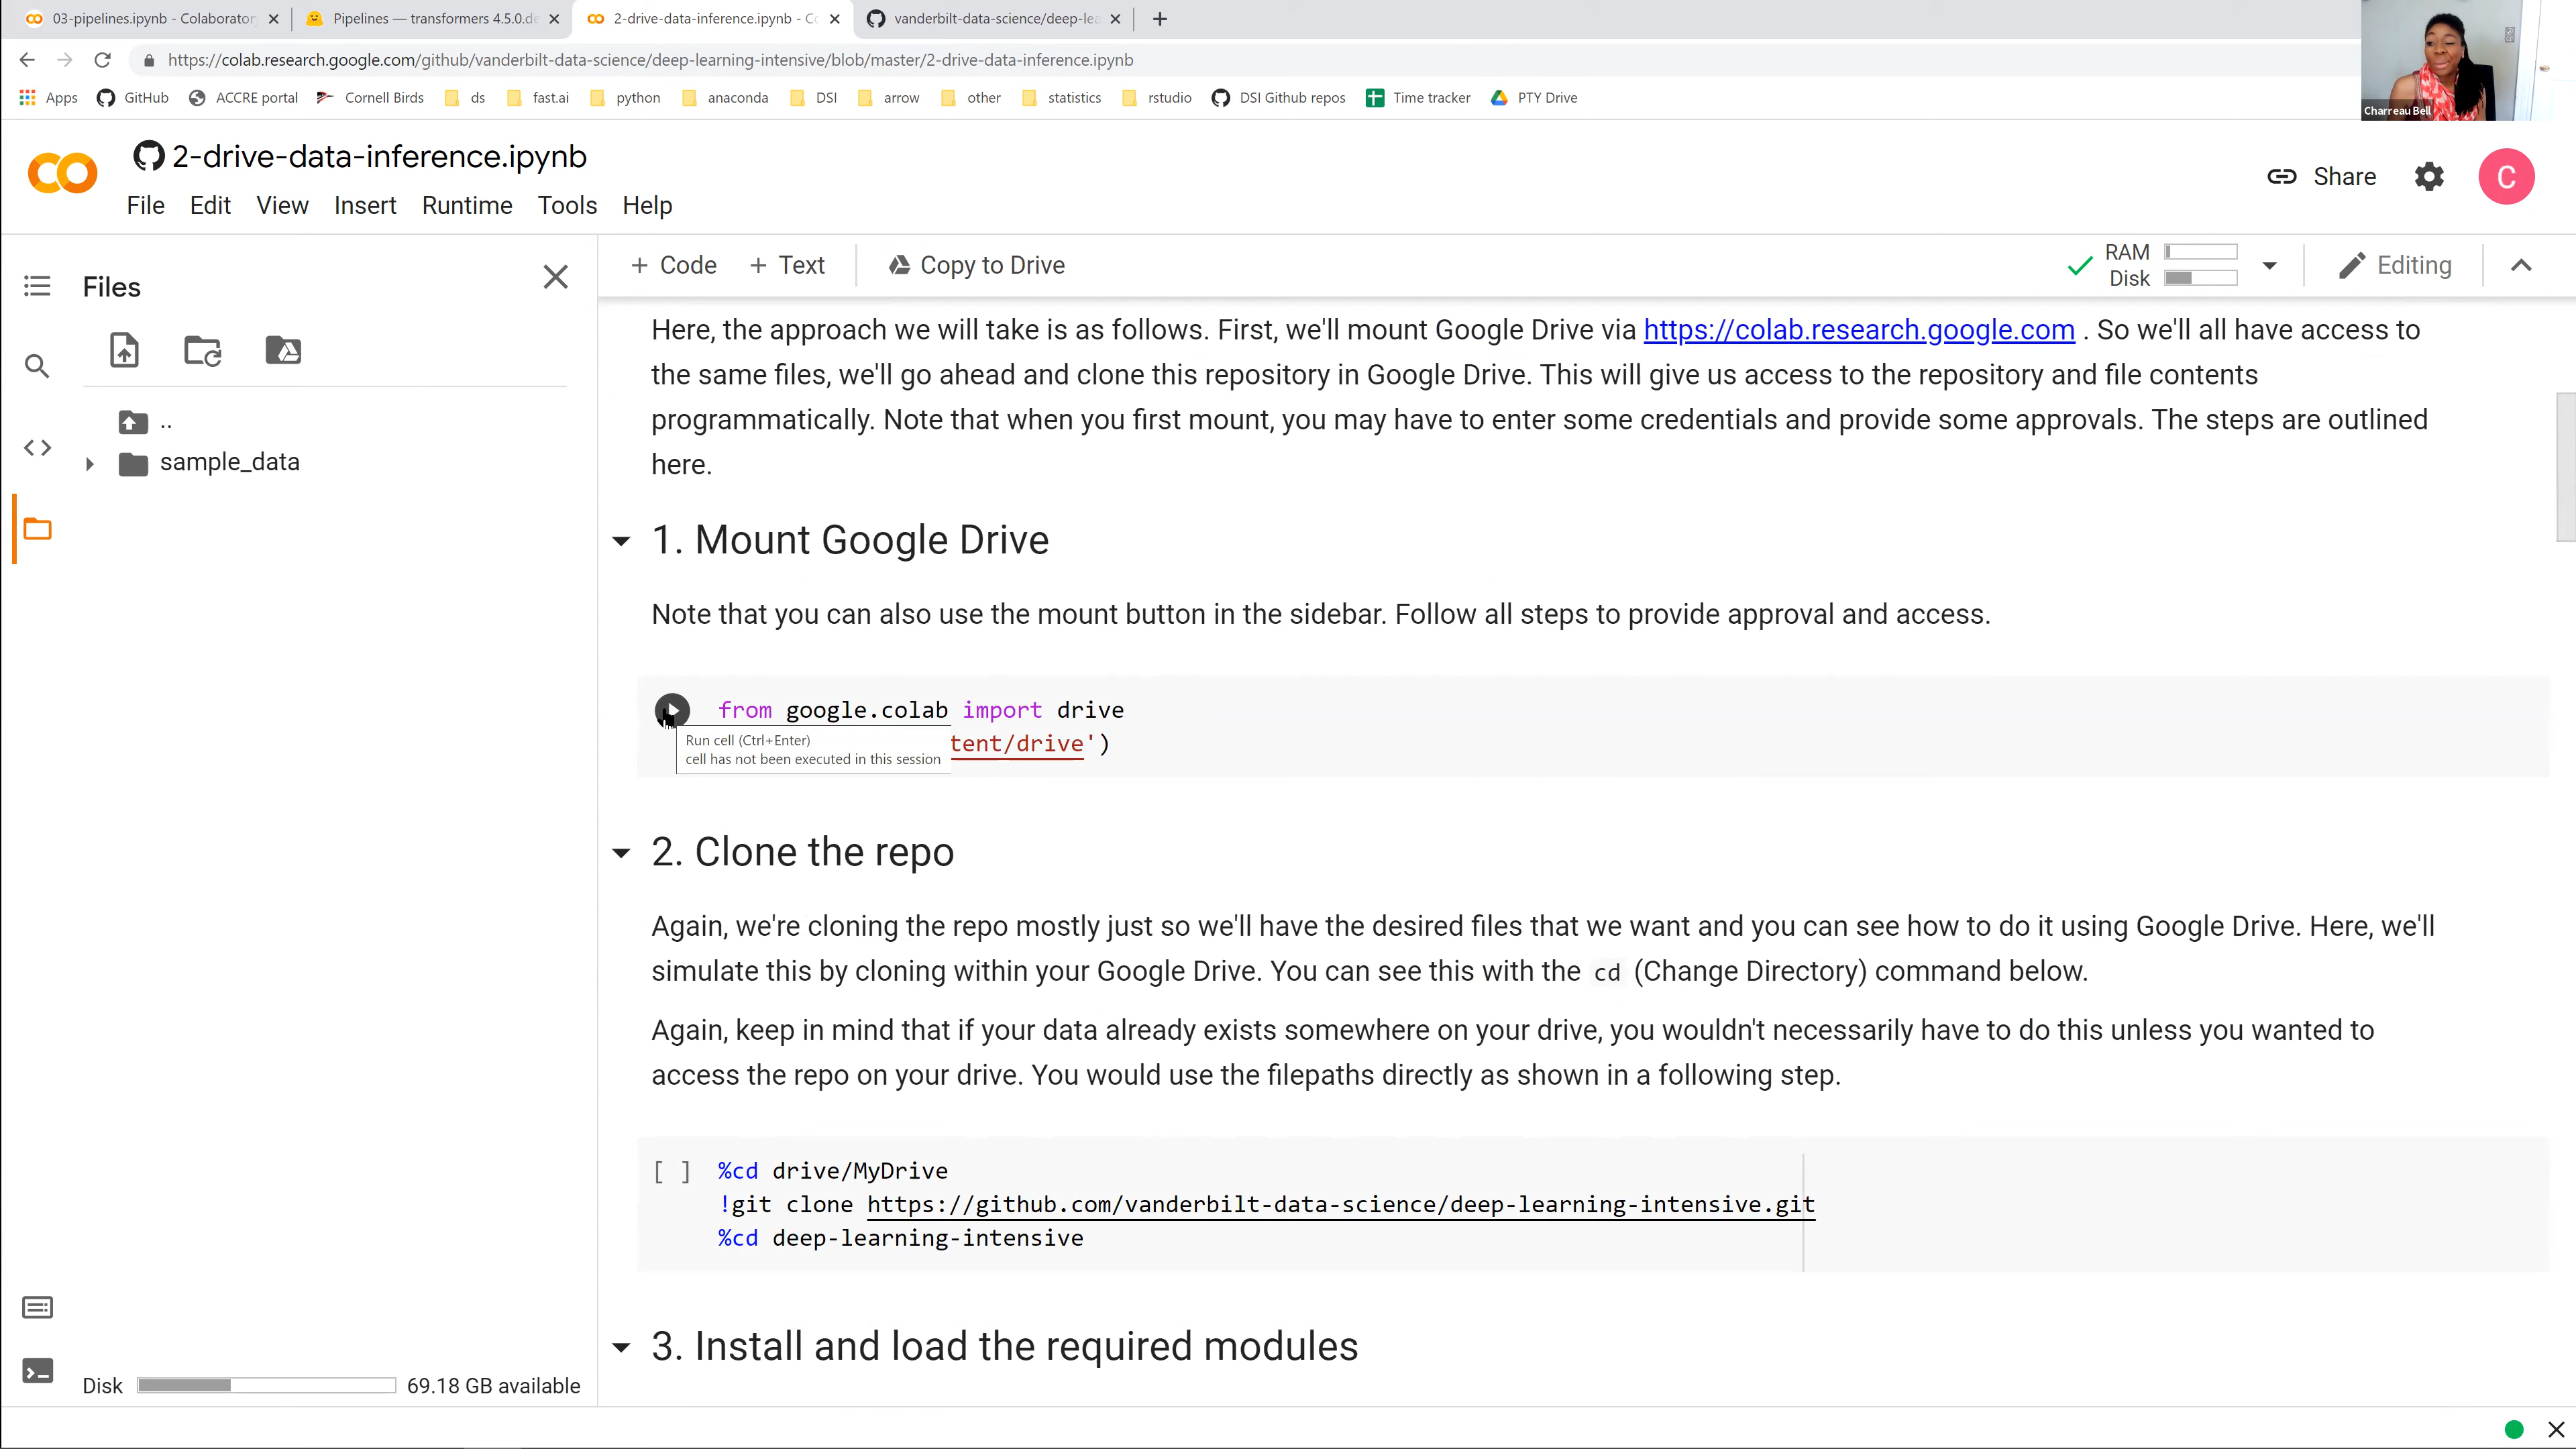 03-pipelines.ipynb - Colaboratory
Pipelines — transformers 4.5.0.de
2-drive-data-inference.ipynb - Co
vanderbilt-data-science/deep-lea
https://colab.research.google.com/github/vanderbilt-data-science/deep-learning-intensive/blob/master/2-drive-data-inference.ipynb
Apps GitHub ACCRE portal Cornell Birds ds fast.ai python anaconda DSI arrow other statistics rstudio DSI Github repos Time tracker PTY Drive
Charreau Bell
CO 2-drive-data-inference.ipynb
File Edit View Insert Runtime Tools Help
Share
C
Files
+ Code + Text Copy to Drive
RAM
Disk
Editing
..
sample_data
Here, the approach we will take is as follows. First, we'll mount Google Drive via https://colab.research.google.com . So we'll all have access to
the same files, we'll go ahead and clone this repository in Google Drive. This will give us access to the repository and file contents
programmatically. Note that when you first mount, you may have to enter some credentials and provide some approvals. The steps are outlined
here.
1. Mount Google Drive
Note that you can also use the mount button in the sidebar. Follow all steps to provide approval and access.
from google.colab import drive
tent/drive')
Run cell (Ctrl+Enter)
cell has not been executed in this session
2. Clone the repo
Again, we're cloning the repo mostly just so we'll have the desired files that we want and you can see how to do it using Google Drive. Here, we'll
simulate this by cloning within your Google Drive. You can see this with the cd (Change Directory) command below.
Again, keep in mind that if your data already exists somewhere on your drive, you wouldn't necessarily have to do this unless you wanted to
access the repo on your drive. You would use the filepaths directly as shown in a following step.
[ ] %cd drive/MyDrive
!git clone https://github.com/vanderbilt-data-science/deep-learning-intensive.git
%cd deep-learning-intensive
3. Install and load the required modules
Disk 69.18 GB available